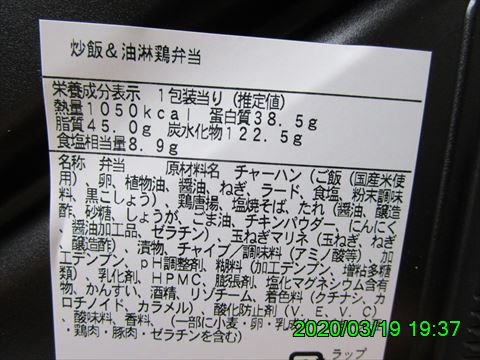 炒飯＆油淋鶏弁当
栄養成分表示 1包装当り(推定値)
熱量1050kcal 蛋白質38.5g
脂質45.0g 炭水化物122.5g
食塩相当量8.9g
名称 弁当 原材料名 チャーハン(ご飯(国産米使
用)、卵、植物油、醤油、ねぎ、ラード、食塩、粉末調味
料、黒こしょう)、鶏唐揚、塩焼そば、たれ(醤油、醸造
酢、砂糖、しょうが、ごま油、チキンパウダー、にんにく
、醤油加工品、ゼラチン)、玉ねぎマリネ(玉ねぎ、ねぎ
、醸造酢)、漬物、チャイブ／調味料(アミノ酸等)、加
工デンプン、pH調整剤、糊料(加工デンプン、増粘多糖
類)、乳化剤、HPMC、膨張剤、塩化マグネシウム含有
物、かんすい、酒精、リゾチーム、着色料(クチナシ、カ
ロチノイド、カラメル)、酸化防止剤(V.E、V.C)
、酸味料、香料、(一部に小麦・卵・乳成分
鶏肉・豚肉・ゼラチンを含む)
2020/03/19 19:37
ラップ